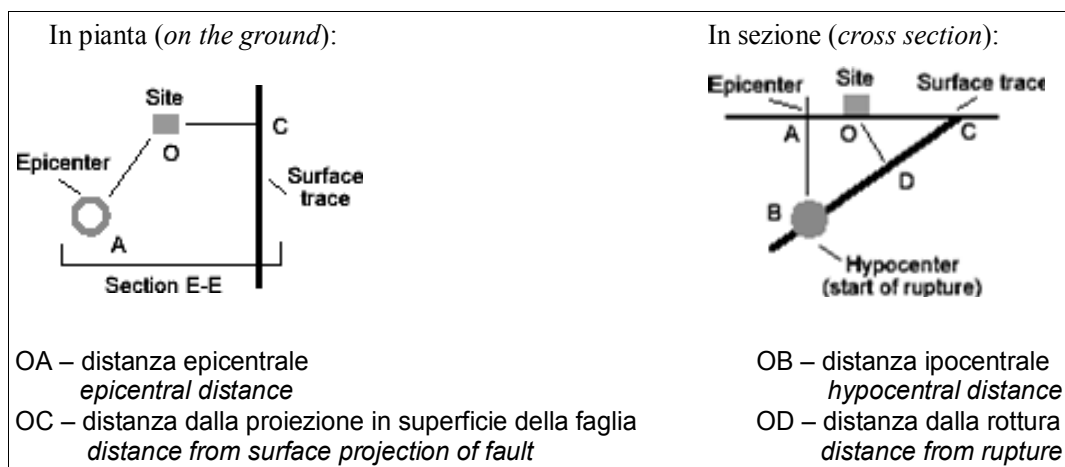 In pianta (on the ground):
Site
O
C
Epicenter
A
Surface
trace
Section E-E
OA – distanza epicentrale
epicentral distance
OC – distanza dalla proiezione in superficie della faglia
distance from surface projection of fault
In sezione (cross section):
Epicenter
Site
Surface trace
A
O
C
D
B
Hypocenter
(start of rupture)
OB – distanza ipocentrale
hypocentral distance
OD – distanza dalla rottura
distance from rupture